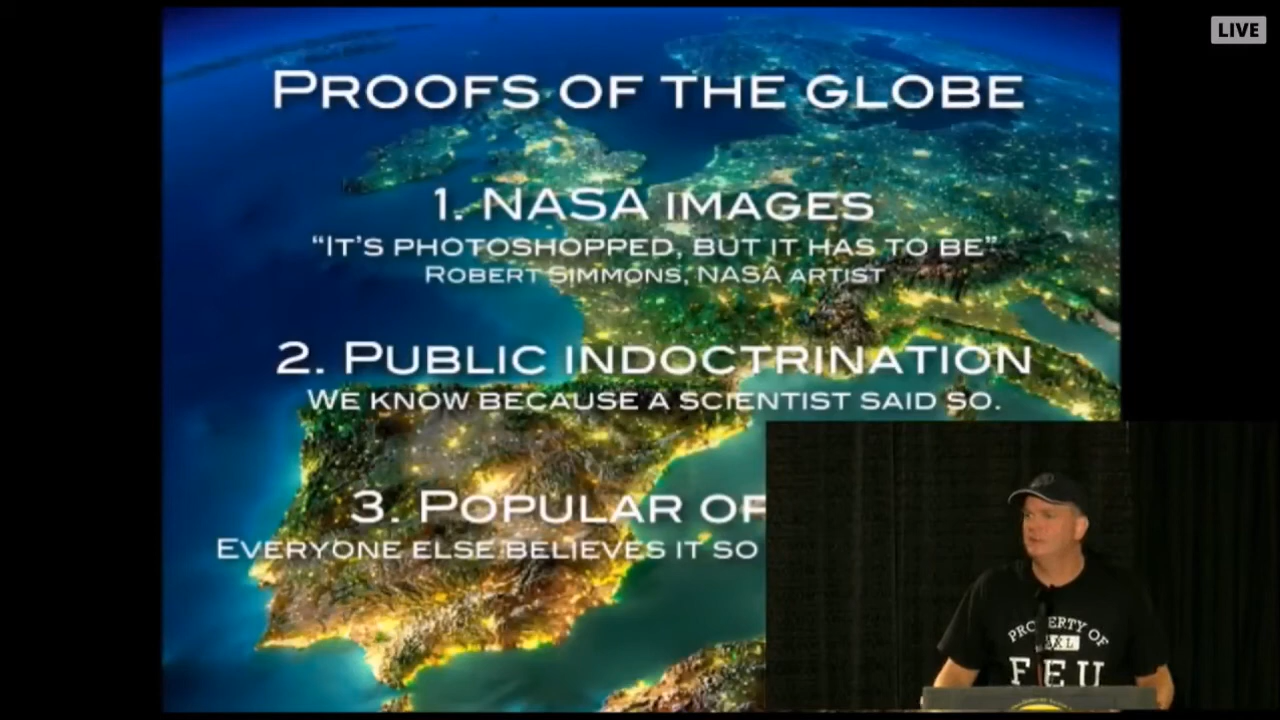 LIVE
PROOFS OF THE GLOBE
1. NASA IMAGES
“IT'S PHOTOSHOPPED, BUT IT HAS TO BE”
ROBERT SIMMONS, NASA ARTIST
2. PUBLIC INDOCTRINATION
WE KNOW BECAUSE A SCIENTIST SAID SO.
3. POPULAR
EVERYONE ELSE BELIEVES IT SO
PROPERTY OF
FEU